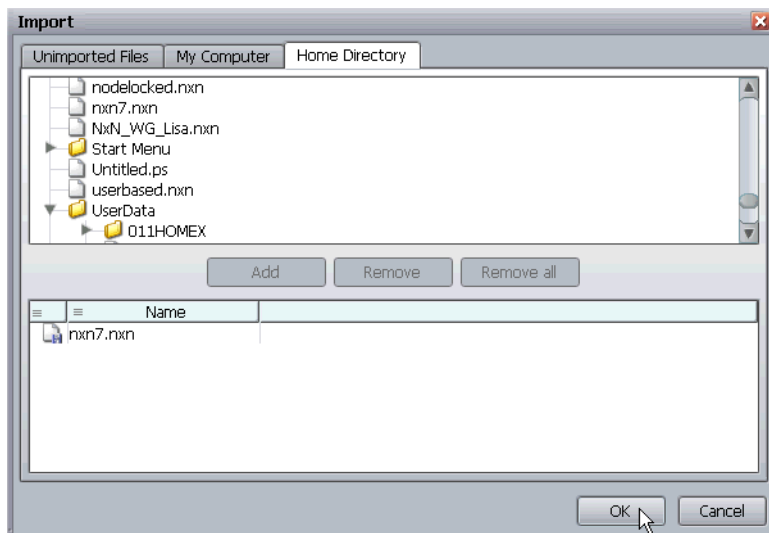 Import
Unimported Files My Computer Home Directory
nodelocked.nxn
nxn7.nxn
NxN_WG_Lisa.nxn
Start Menu
Untitled.ps
userbased.nxn
UserData
011HOMEX
Add Remove Remove all
Name
nxn7.nxn
OK Cancel